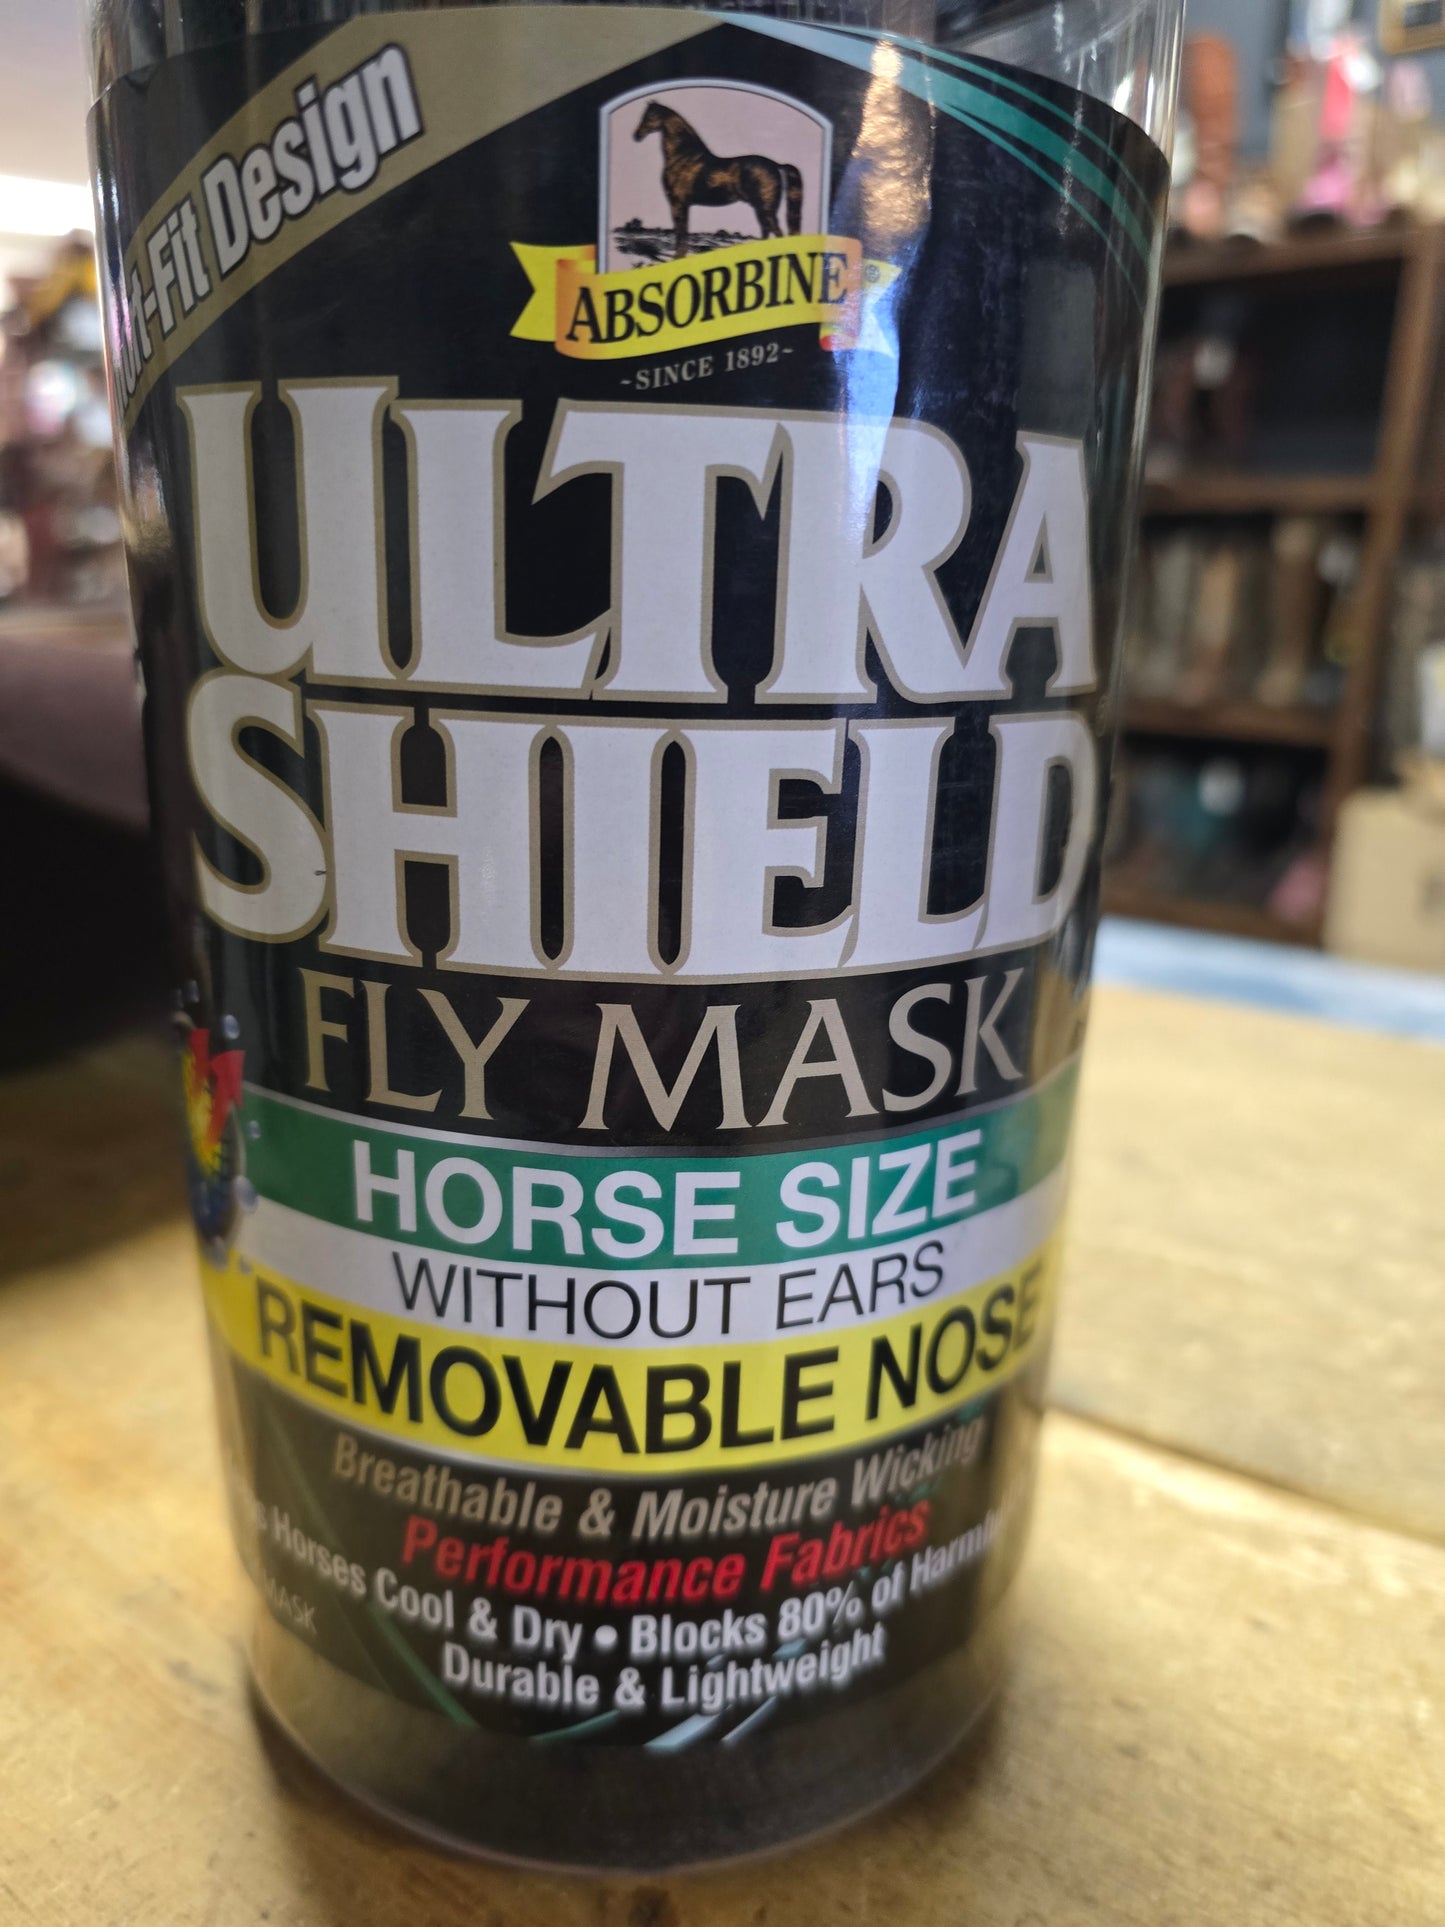 Design
ABSORBINE®
~SINCE 1892~
ULTRA
SHIELD
FLY MASK
HORSE SIZE
WITHOUT EARS
REMOVABLE NOSE
Breathable & Moisture Wicking
Performance Fabrics
Horses Cool & Dry • Blocks 80% of
Durable & Lightweight
MASK